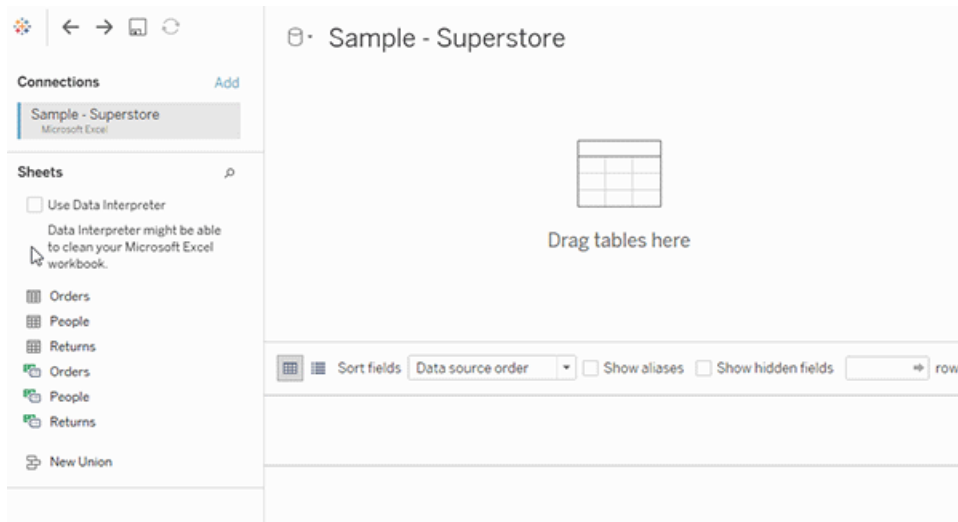 Sample - Superstore
Connections
Add
Sample - Superstore
Microsoft Excel
Sheets
Use Data Interpreter
Data Interpreter might be able
to clean your Microsoft Excel
workbook.
Orders
People
Returns
Orders
People
Returns
New Union
Drag tables here
Sort fields
Data source order
Show aliases
Show hidden fields
row